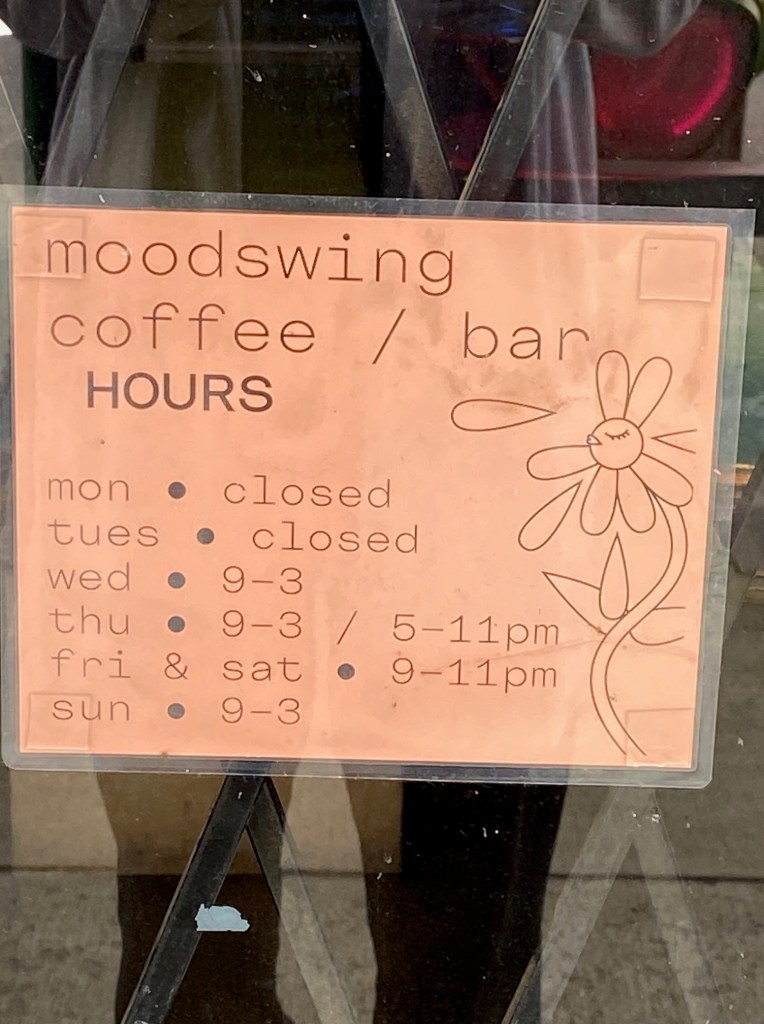 moodswing
coffee / bar
HOURS
mon • closed
tues • closed
wed • 9-3
thu • 9-3 / 5-11pm
fri & sat • 9-11pm
sun • 9-3